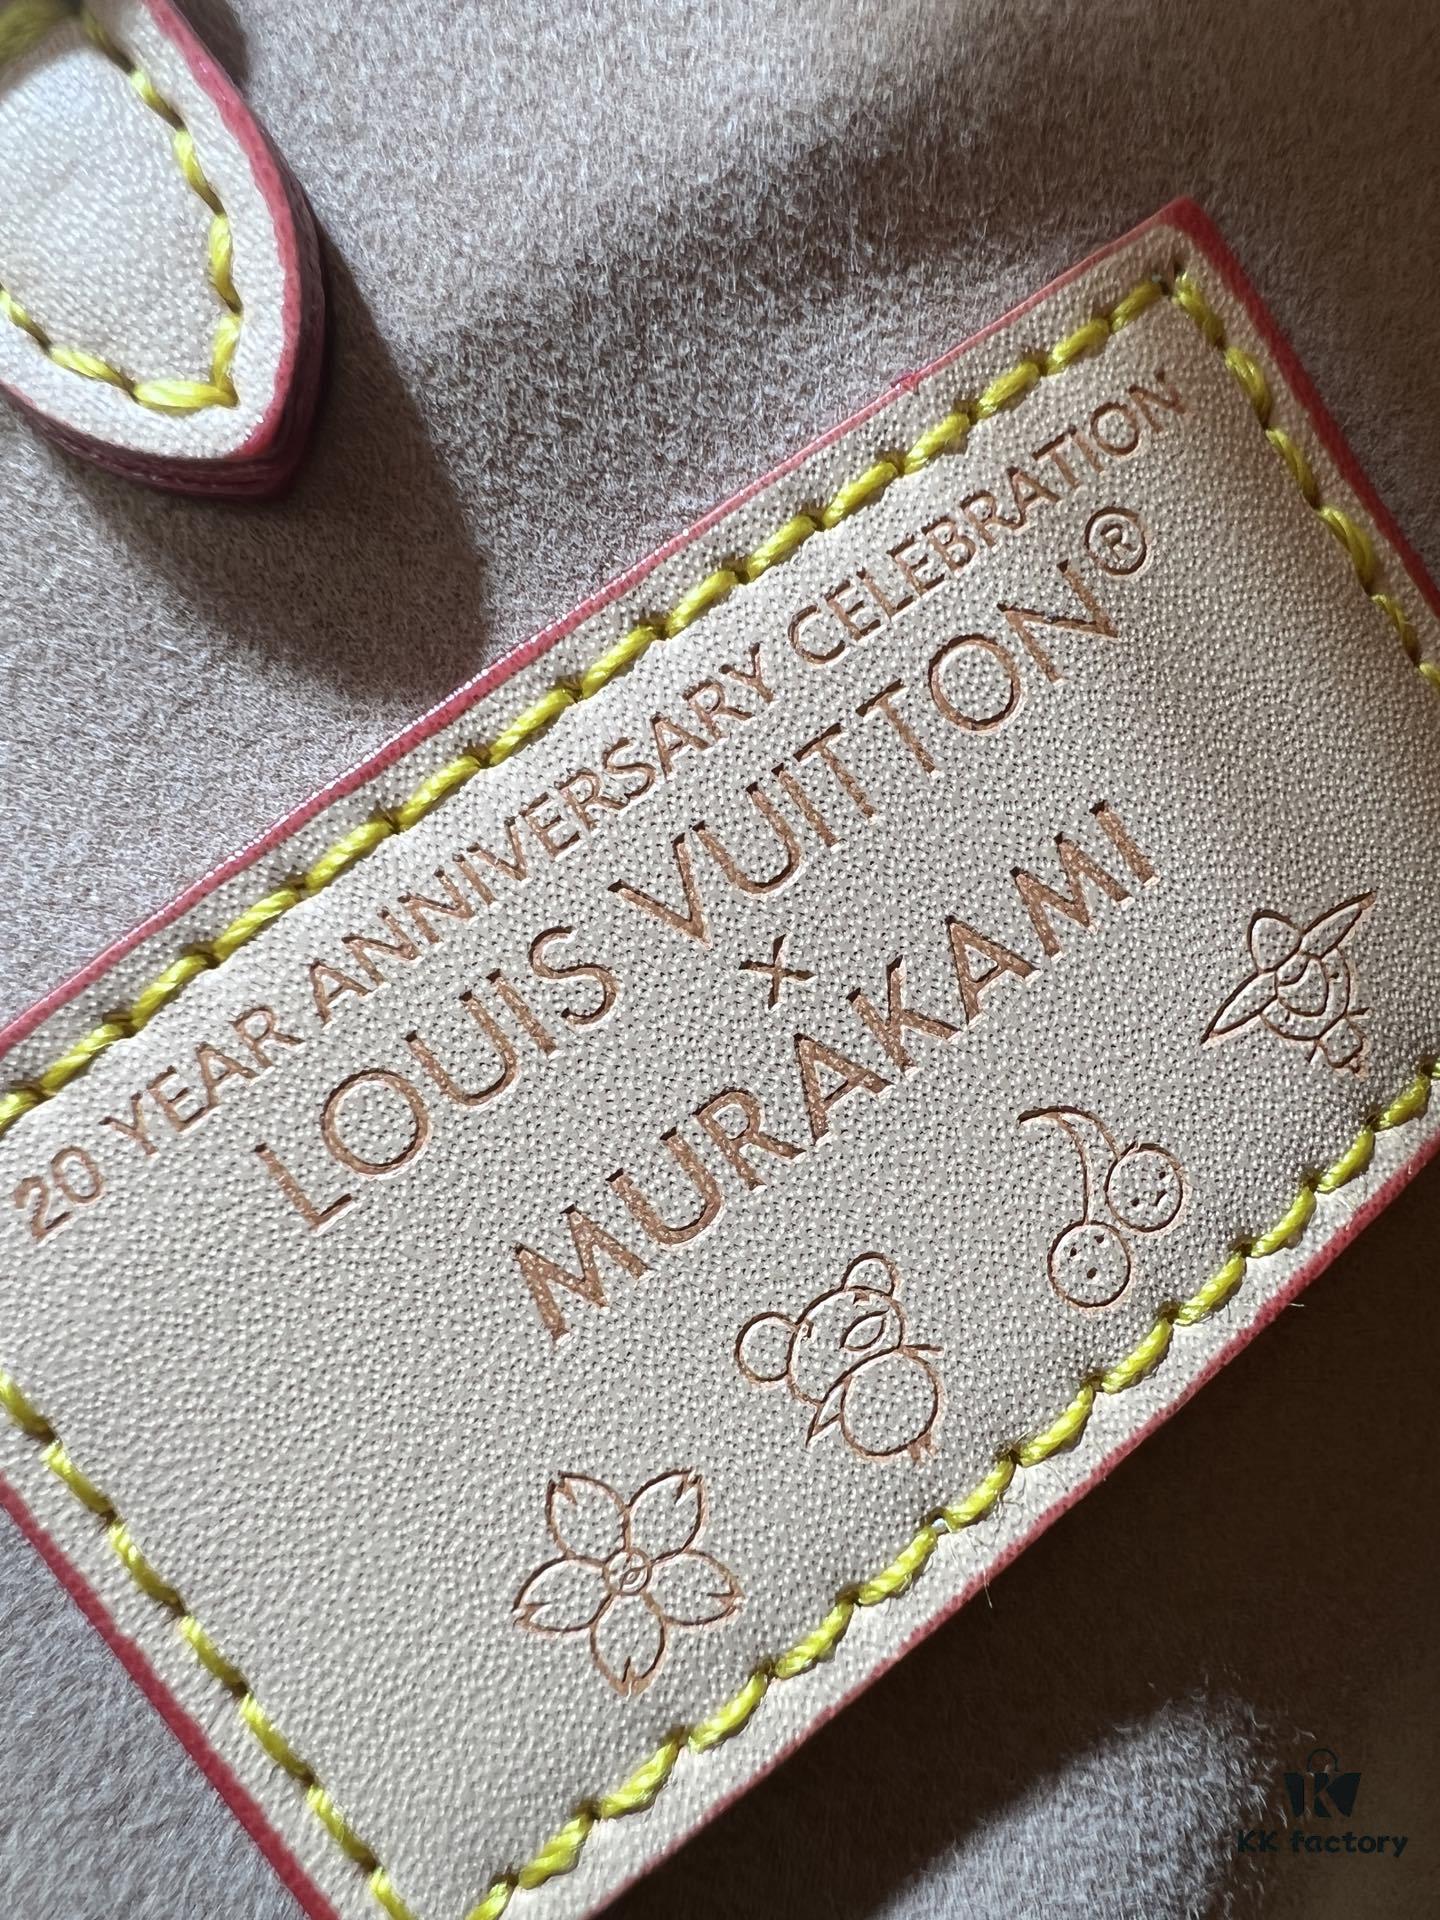 20 YEAR ANNIVERSARY CELEBRATION
LOUIS VUITTON®
x
MURAKAMI
KK factory